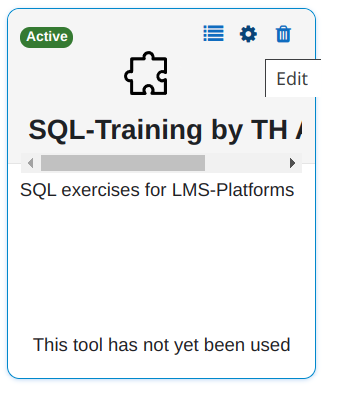 Active
Edit
SQL-Training by TH
SQL exercises for LMS-Platforms
This tool has not yet been used